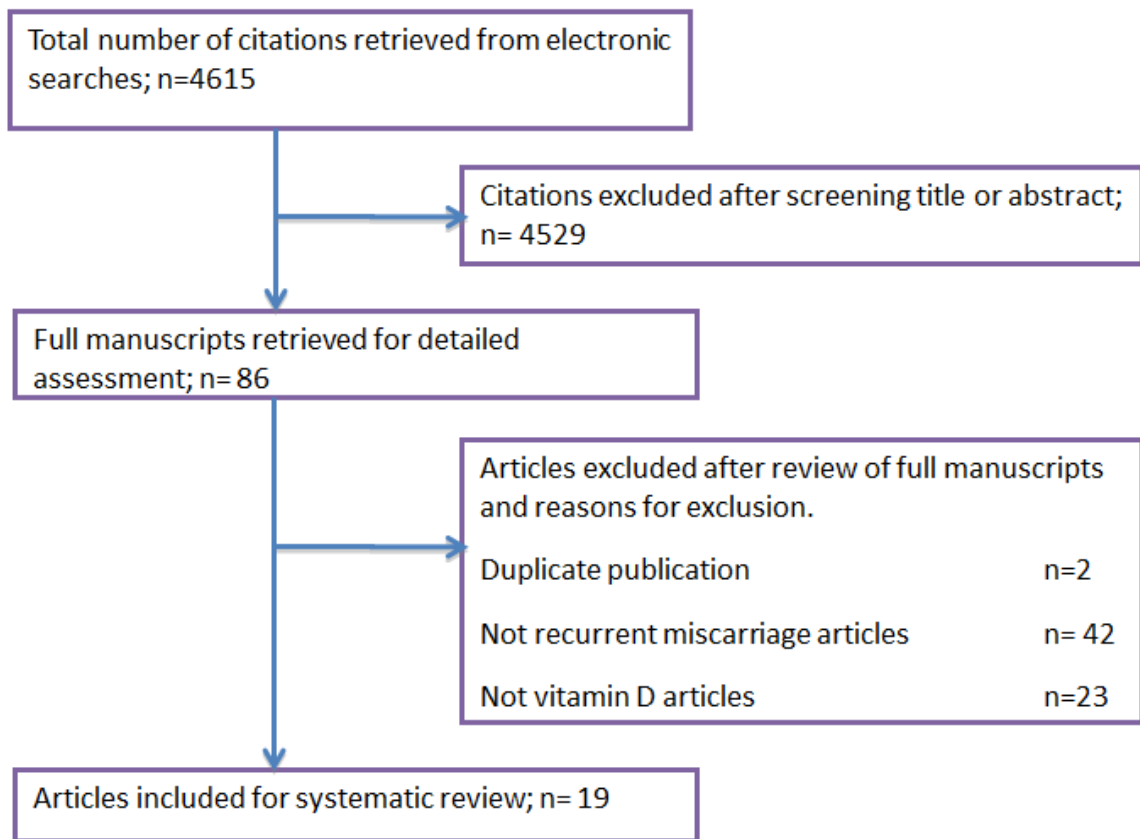 Total number of citations retrieved from electronic
searches; n=4615
Citations excluded after screening title or abstract;
n= 4529
Full manuscripts retrieved for detailed
assessment; n= 86
Articles excluded after review of full manuscripts
and reasons for exclusion.
Duplicate publication n=2
Not recurrent miscarriage articles n= 42
Not vitamin D articles n=23
Articles included for systematic review; n= 19